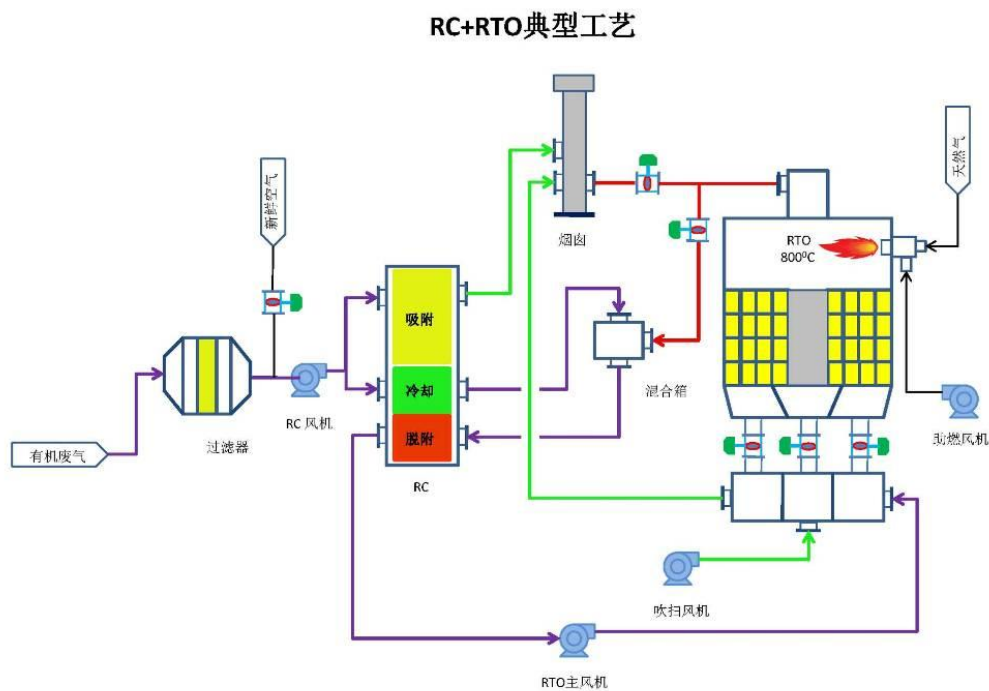 RC+RTO典型工艺
新鲜空气
天然气
烟囱
RTO
800⁰C
吸附
冷却
脱附
RC
RC 风机
过滤器
有机废气
混合箱
助燃风机
吹扫风机
RTO主风机